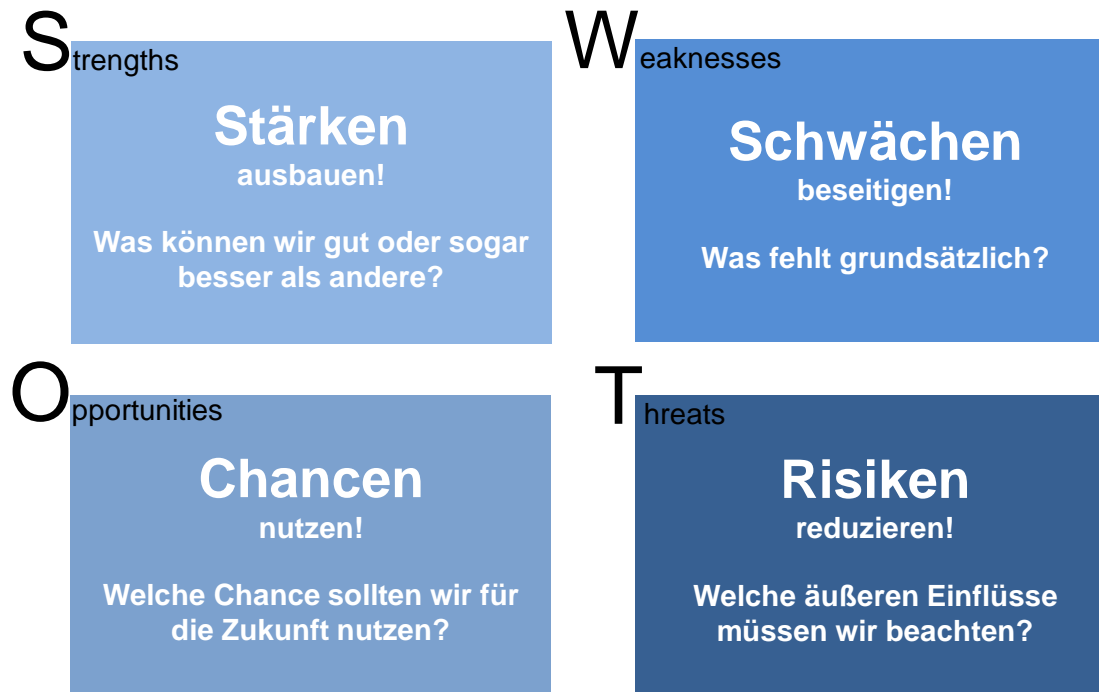 Strengths
Stärken
ausbauen!
Was können wir gut oder sogar
besser als andere?
Weaknesses
Schwächen
beseitigen!
Was fehlt grundsätzlich?
Opportunities
Chancen
nutzen!
Welche Chance sollten wir für
die Zukunft nutzen?
Threats
Risiken
reduzieren!
Welche äußeren Einflüsse
müssen wir beachten?